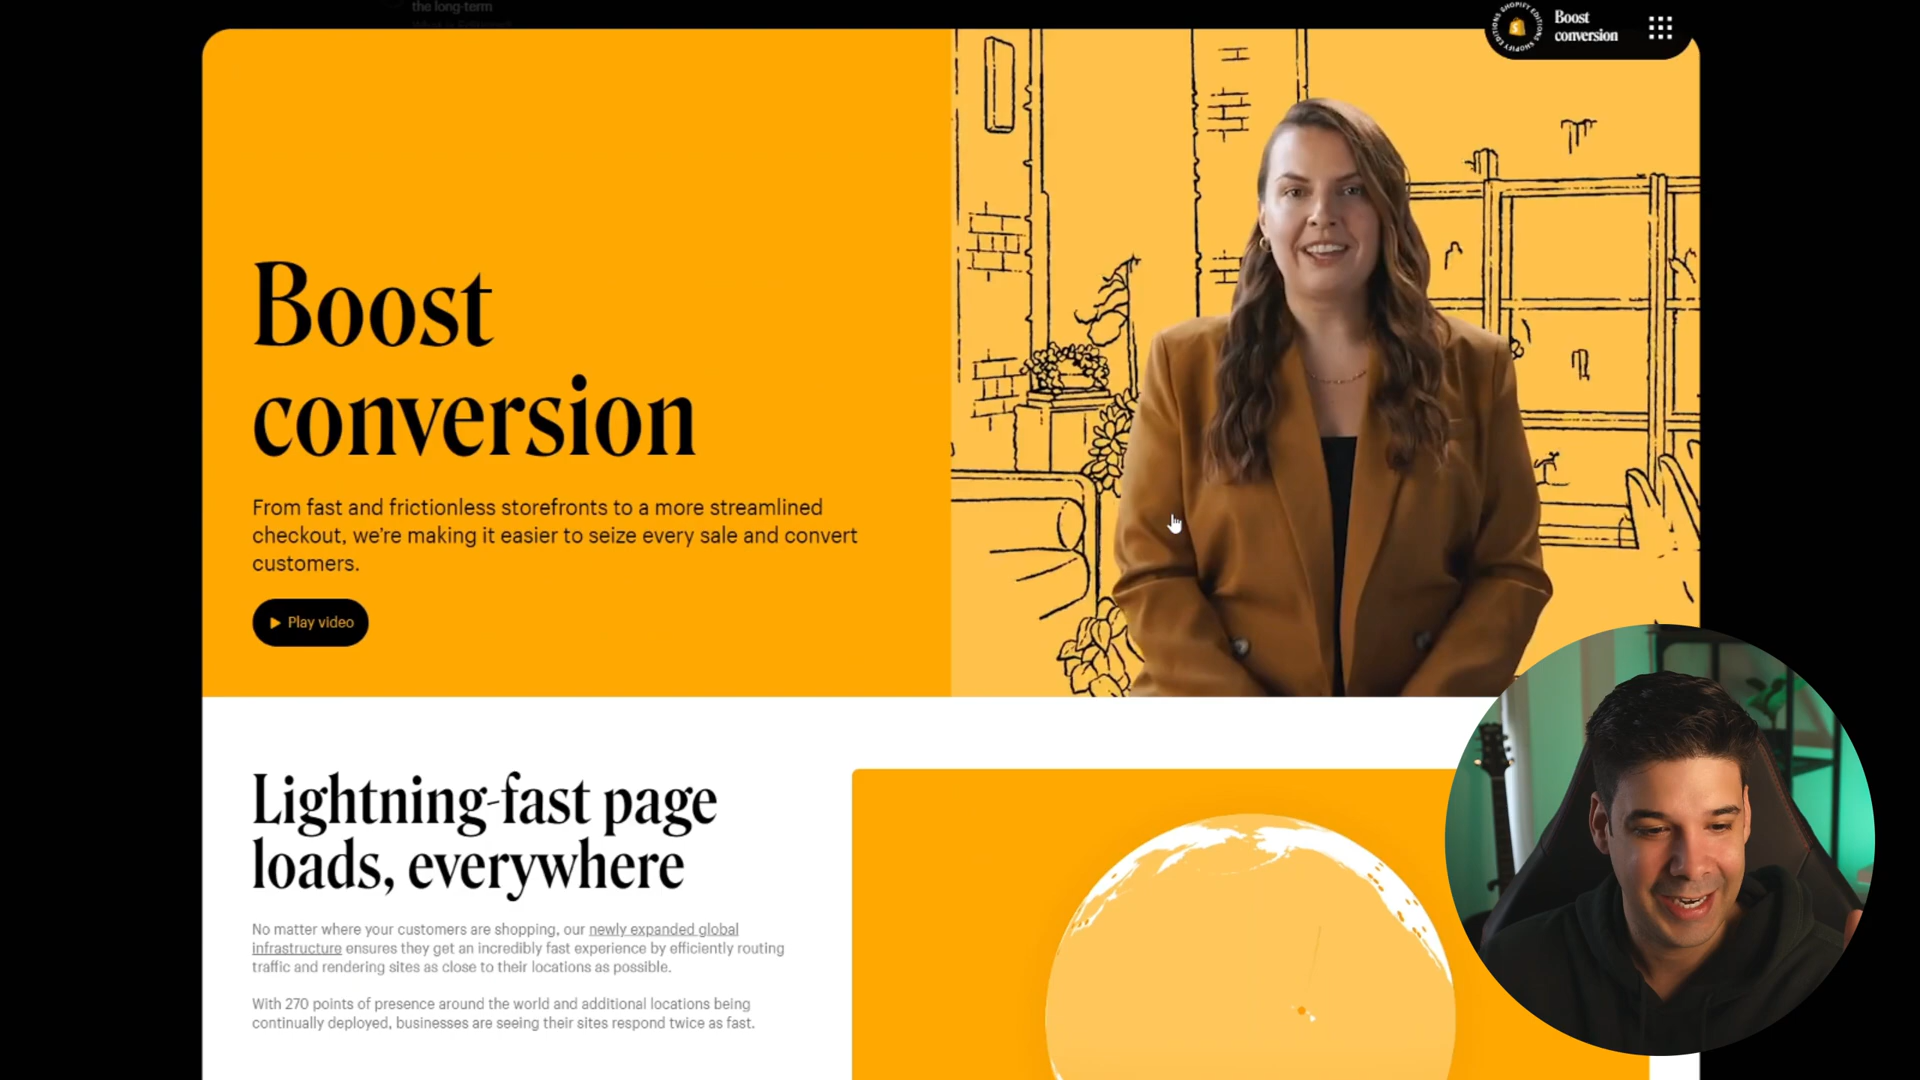 the long-term
SHOPIFY EDITIONS SHOPIFY EDITIONS
Boost
conversion
Boost
conversion
From fast and frictionless storefronts to a more streamlined
checkout, we're making it easier to seize every sale and convert
customers.
Play video
Lightning-fast page
loads, everywhere
No matter where your customers are shopping, our newly expanded global
infrastructure ensures they get an incredibly fast experience by efficiently routing
traffic and rendering sites as close to their locations as possible.
With 270 points of presence around the world and additional locations being
continually deployed, businesses are seeing their sites respond twice as fast.